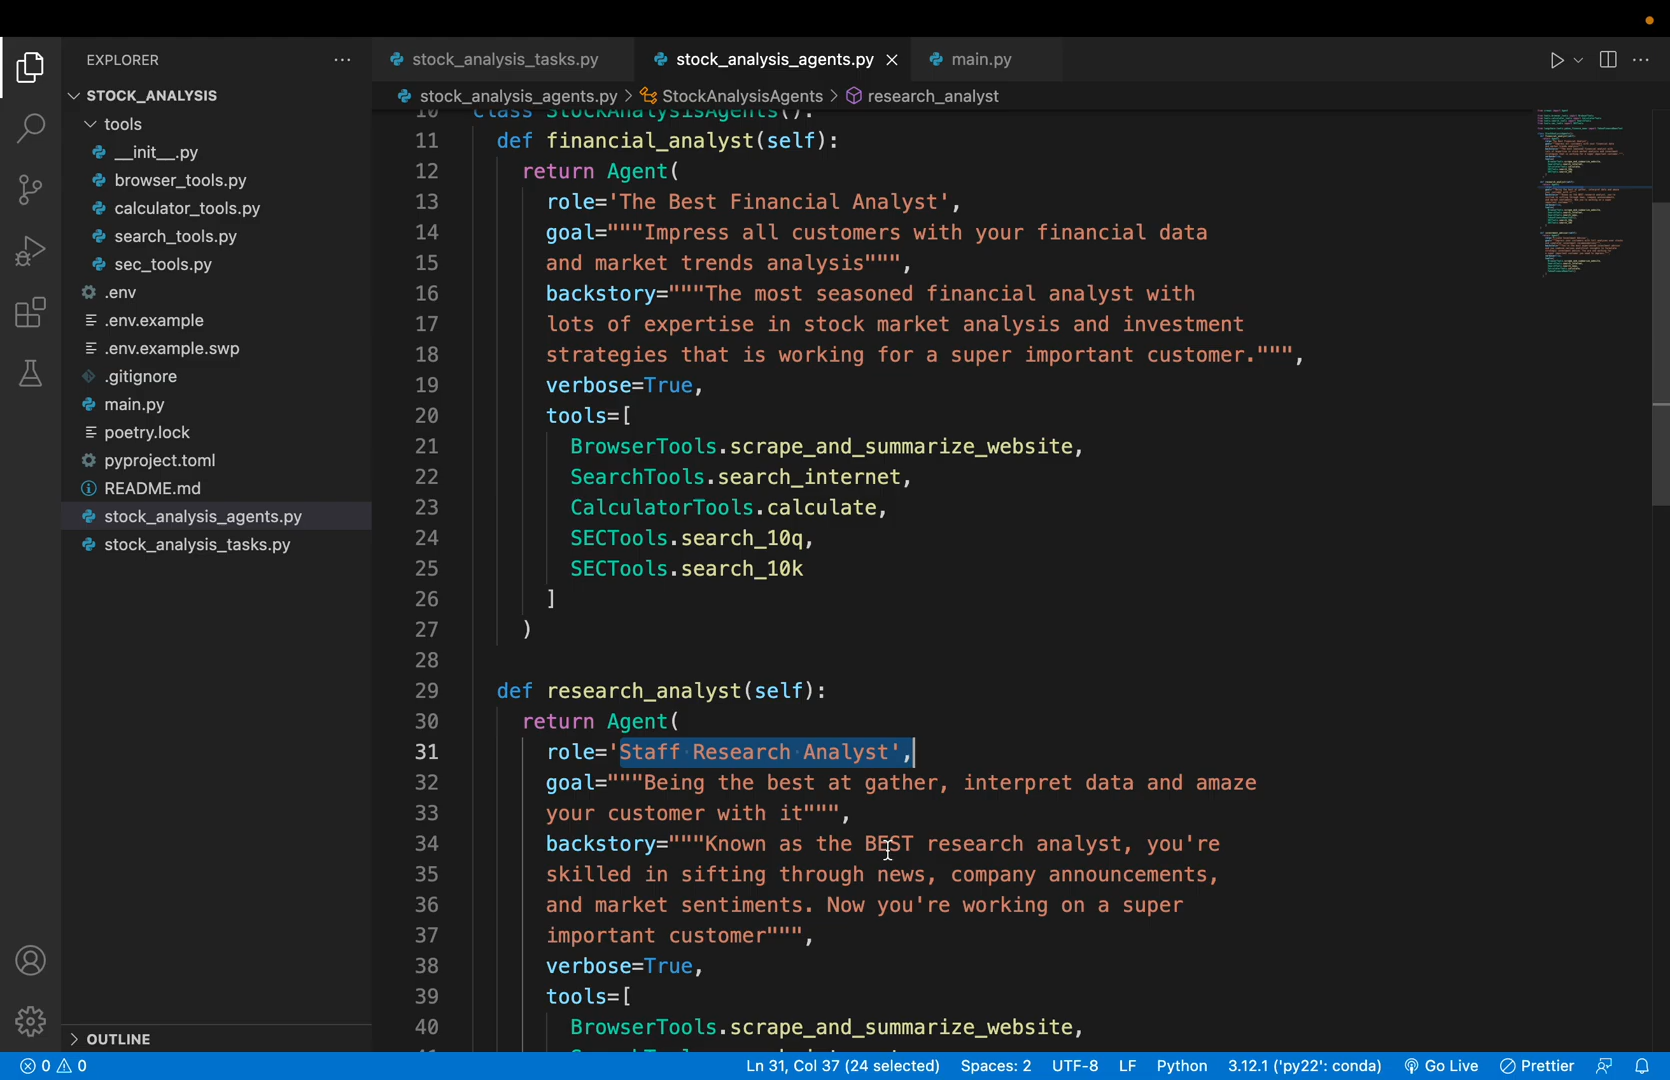 EXPLORER
STOCK_ANALYSIS
tools
__init__.py
browser_tools.py
calculator_tools.py
search_tools.py
sec_tools.py
.env
.env.example
.env.example.swp
.gitignore
main.py
poetry.lock
pyproject.toml
README.md
stock_analysis_agents.py
stock_analysis_tasks.py
OUTLINE
stock_analysis_tasks.py stock_analysis_agents.py main.py
stock_analysis_agents.py > StockAnalysisAgents > research_analyst
10 class StockAnalysisAgents():
11 def financial_analyst(self):
12 return Agent(
13 role='The Best Financial Analyst',
14 goal="""Impress all customers with your financial data
15 and market trends analysis""",
16 backstory="""The most seasoned financial analyst with
17 lots of expertise in stock market analysis and investment
18 strategies that is working for a super important customer.""",
19 verbose=True,
20 tools=[
21 BrowserTools.scrape_and_summarize_website,
22 SearchTools.search_internet,
23 CalculatorTools.calculate,
24 SECTools.search_10q,
25 SECTools.search_10k
26 ]
27 )
28
29 def research_analyst(self):
30 return Agent(
31 role='Staff Research Analyst',
32 goal="""Being the best at gather, interpret data and amaze
33 your customer with it""",
34 backstory="""Known as the BEST research analyst, you're
35 skilled in sifting through news, company announcements,
36 and market sentiments. Now you're working on a super
37 important customer""",
38 verbose=True,
39 tools=[
40 BrowserTools.scrape_and_summarize_website,
0 0 Ln 31, Col 37 (24 selected) Spaces: 2 UTF-8 LF Python 3.12.1 ('py22': conda) Go Live Prettier